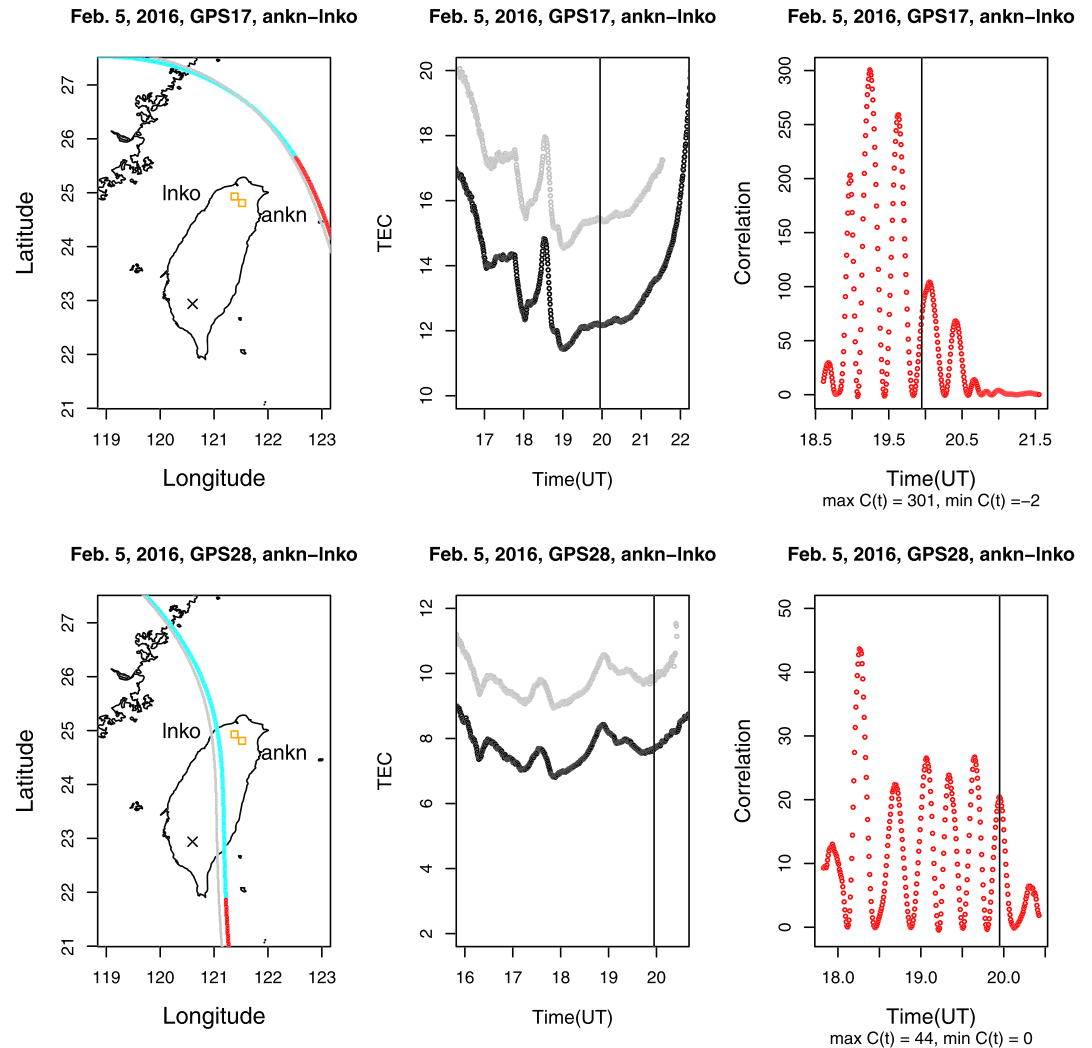 Feb. 5, 2016, GPS17, ankn−lnko
Latitude
27
26
25
24
23
22
21
lnko
ankn
119 120 121 122 123
Longitude
Feb. 5, 2016, GPS17, ankn−lnko
TEC
20
18
16
14
12
10
17 18 19 20 21 22
Time(UT)
Feb. 5, 2016, GPS17, ankn−lnko
Correlation
300
250
200
150
100
50
0
18.5 19.5 20.5 21.5
Time(UT)
max C(t) = 301, min C(t) =−2
Feb. 5, 2016, GPS28, ankn−lnko
Latitude
27
26
25
24
23
22
21
lnko
ankn
119 120 121 122 123
Longitude
Feb. 5, 2016, GPS28, ankn−lnko
TEC
12
10
8
6
4
2
16 17 18 19 20
Time(UT)
Feb. 5, 2016, GPS28, ankn−lnko
Correlation
50
40
30
20
10
0
18.0 19.0 20.0
Time(UT)
max C(t) = 44, min C(t) = 0